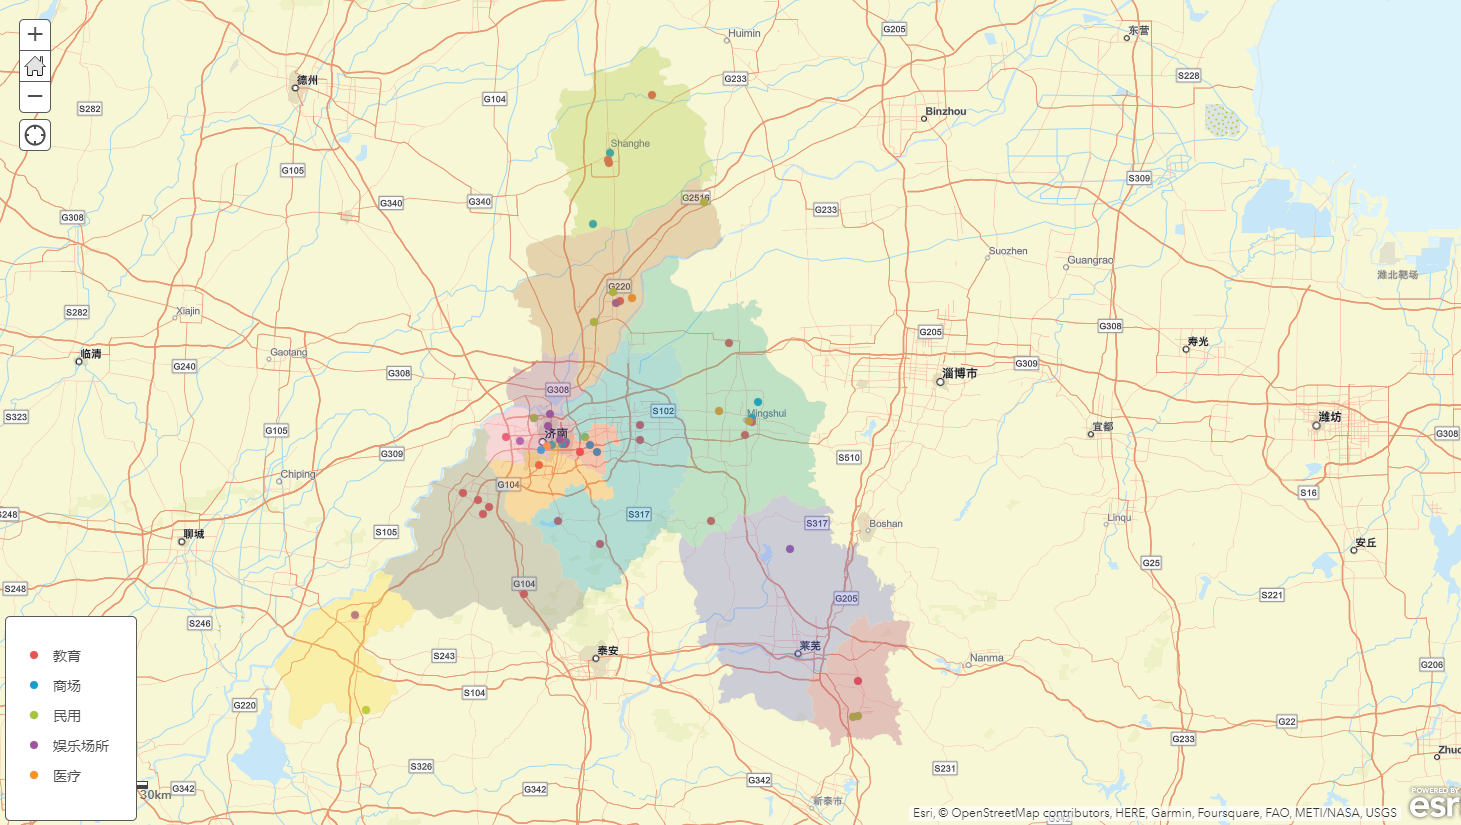 Huimin
G205
东营
+
S228
德州
G233
G104
S282
Binzhou
−
Shanghe
G105
S309
G340
G340
G2516
G233
G308
Suozhen
Guangrao
潍北靶场
G220
S282
Xiajin
G308
G205
寿光
临清
Gaotang
G309
G240
G308
淄博市
G308
S102
Mingshui
S323
潍坊
G105
济南
宜都
G308
G309
S510
Chiping
G104
S16
S248
S317
S317
Linqu
Boshan
S105
聊城
安丘
G25
G104
S248
G205
S221
S246
莱芜
泰安
S243
Nanma
G206
教育
商场
S104
G220
民用
G22
G233
娱乐场所
Zhuc
S326
医疗
S231
G342
G342
G342
30km
新泰市
POWERED BY
esri
Esri, © OpenStreetMap contributors, HERE, Garmin, Foursquare, FAO, METI/NASA, USGS